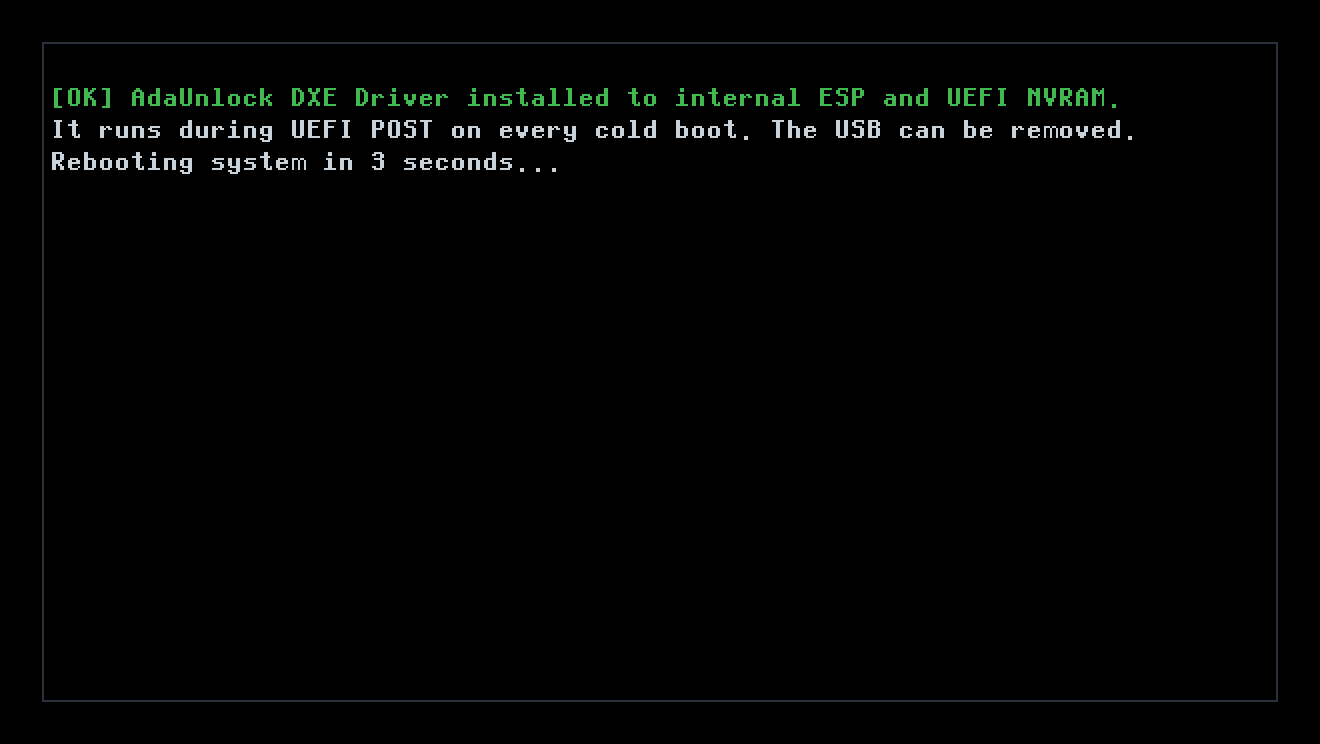 [OK] AdaUnlock DXE Driver installed to internal ESP and UEFI NVRAM.
It runs during UEFI POST on every cold boot. The USB can be removed.
Rebooting system in 3 seconds...